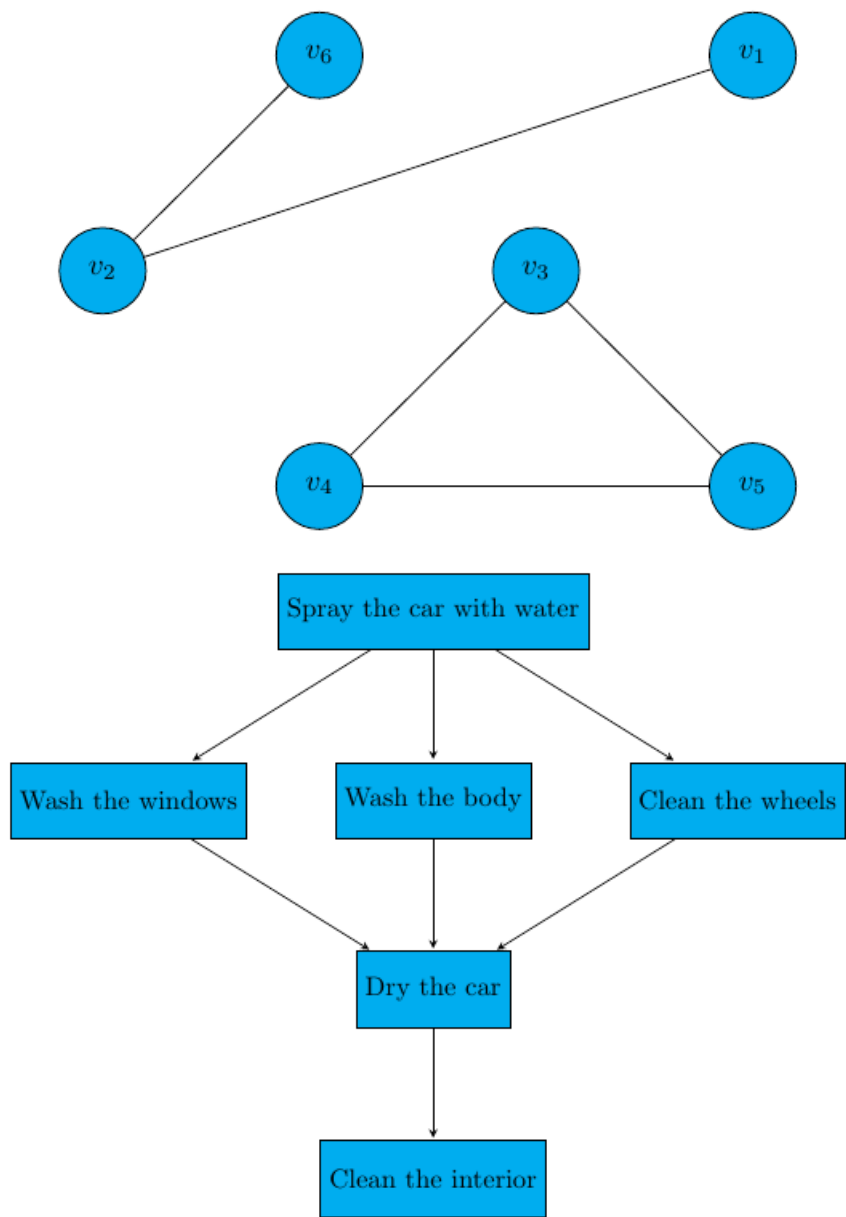 v6
v1
v2
v3
v4
v5
Spray the car with water
Wash the windows
Wash the body
Clean the wheels
Dry the car
Clean the interior